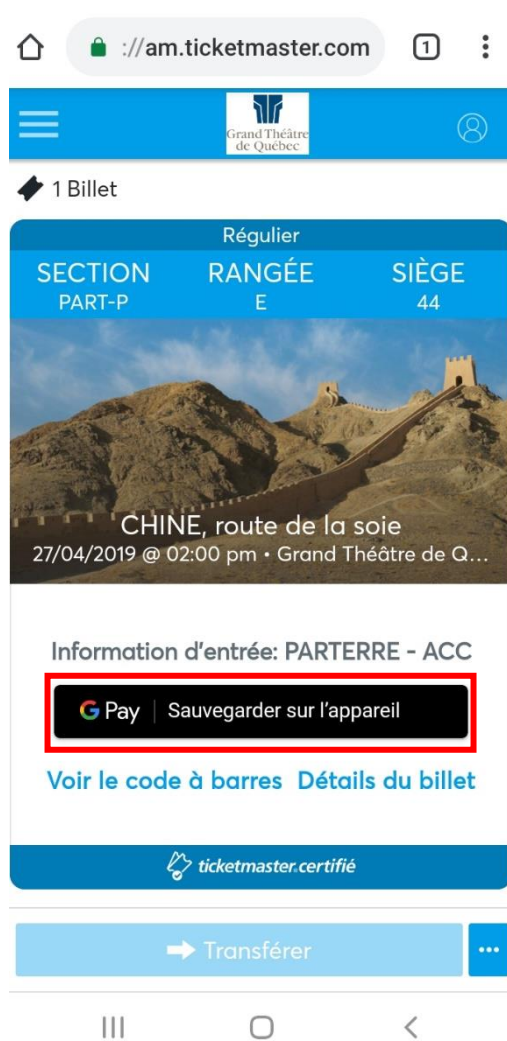 ://am.ticketmaster.com
1
Grand Théâtre
de Québec
1 Billet
Régulier
SECTION RANGÉE SIÈGE
PART-P E 44
CHINE, route de la soie
27/04/2019 @ 02:00 pm • Grand Théâtre de Q...
Information d'entrée: PARTERRE - ACC
G Pay | Sauvegarder sur l'appareil
Voir le code à barres Détails du billet
ticketmaster.certifié
Transférer